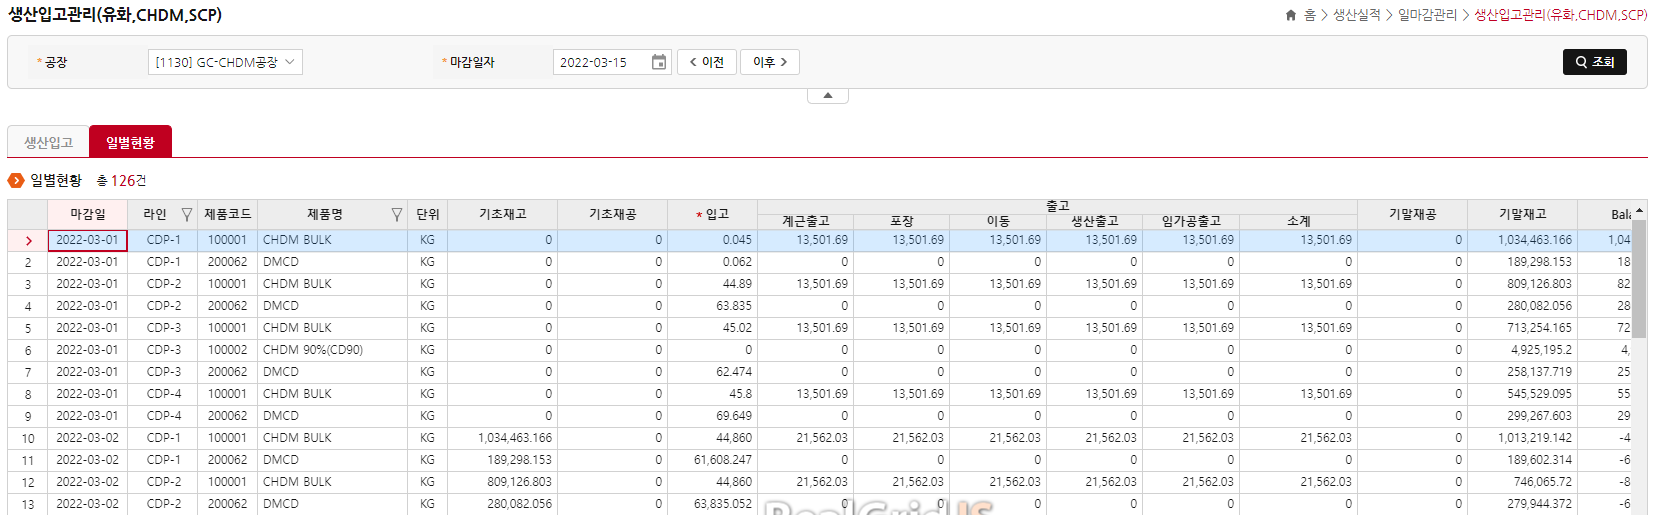 생산입고관리(유화,CHDM,SCP)
홈 > 생산실적 > 일마감관리 > 생산입고관리(유화,CHDM,SCP)
* 공장 [1130] GC-CHDM공장 * 마감일자 2022-03-15 이전 이후 조회
생산입고 일별현황
일별현황 총 126건
마감일 라인 제품코드 제품명 단위 기초재고 기초재공 * 입고 출고 기말재공 기말재고 Bala
계근출고 포장 이동 생산출고 임가공출고 소계
2022-03-01 CDP-1 100001 CHDM BULK KG 0 0 0.045 13,501.69 13,501.69 13,501.69 13,501.69 13,501.69 13,501.69 0 1,034,463.166 1,04
2 2022-03-01 CDP-1 200062 DMCD KG 0 0 0.062 0 0 0 0 0 0 0 189,298.153 18
3 2022-03-01 CDP-2 100001 CHDM BULK KG 0 0 44.89 13,501.69 13,501.69 13,501.69 13,501.69 13,501.69 13,501.69 0 809,126.803 82
4 2022-03-01 CDP-2 200062 DMCD KG 0 0 63.835 0 0 0 0 0 0 0 280,082.056 28
5 2022-03-01 CDP-3 100001 CHDM BULK KG 0 0 45.02 13,501.69 13,501.69 13,501.69 13,501.69 13,501.69 13,501.69 0 713,254.165 72
6 2022-03-01 CDP-3 100002 CHDM 90%(CD90) KG 0 0 0 0 0 0 0 0 0 0 4,925,195.2 4,
7 2022-03-01 CDP-3 200062 DMCD KG 0 0 62.474 0 0 0 0 0 0 0 258,137.719 25
8 2022-03-01 CDP-4 100001 CHDM BULK KG 0 0 45.8 13,501.69 13,501.69 13,501.69 13,501.69 13,501.69 13,501.69 0 545,529.095 55
9 2022-03-01 CDP-4 200062 DMCD KG 0 0 69.649 0 0 0 0 0 0 0 299,267.603 29
10 2022-03-02 CDP-1 100001 CHDM BULK KG 1,034,463.166 0 44,860 21,562.03 21,562.03 21,562.03 21,562.03 21,562.03 21,562.03 0 1,013,219.142 -4
11 2022-03-02 CDP-1 200062 DMCD KG 189,298.153 0 61,608.247 0 0 0 0 0 0 0 189,602.314 -6
12 2022-03-02 CDP-2 100001 CHDM BULK KG 809,126.803 0 44,860 21,562.03 21,562.03 21,562.03 21,562.03 21,562.03 21,562.03 0 746,065.72 -8
13 2022-03-02 CDP-2 200062 DMCD KG 280,082.056 0 63,835.052 0 0 0 0 0 0 0 279,944.372 -6
RealGridJS